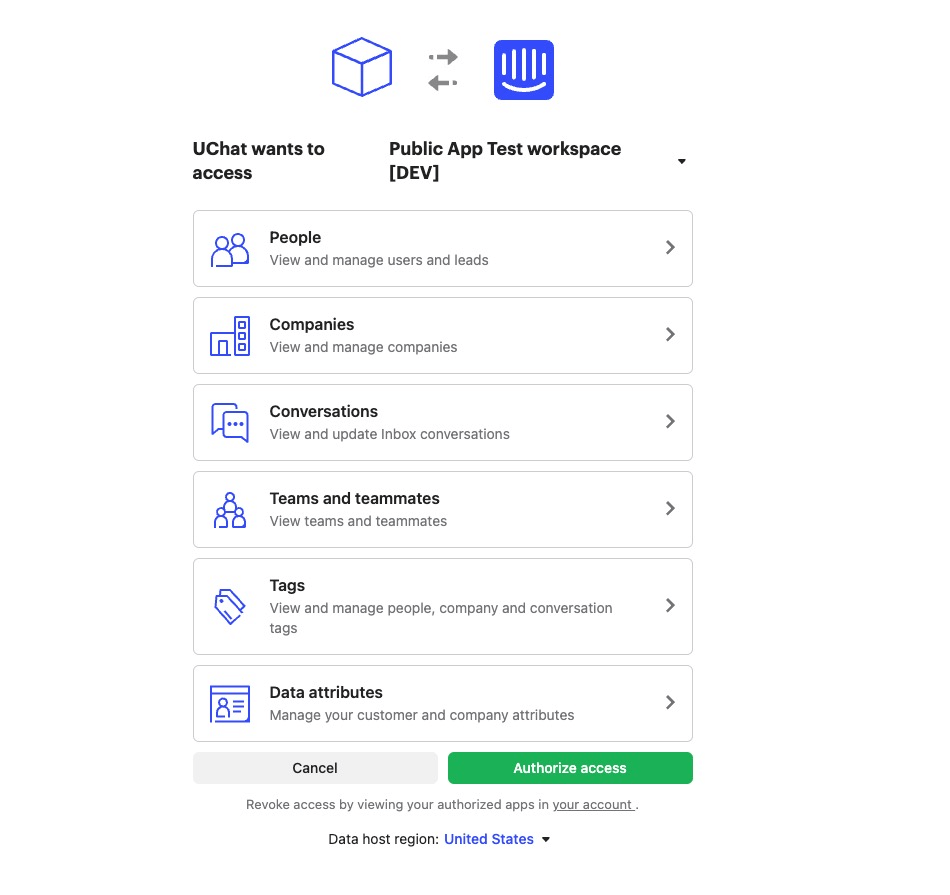 UChat wants to
access
Public App Test workspace
[DEV]
People
View and manage users and leads
Companies
View and manage companies
Conversations
View and update Inbox conversations
Teams and teammates
View teams and teammates
Tags
View and manage people, company and conversation
tags
Data attributes
Manage your customer and company attributes
Cancel
Authorize access
Revoke access by viewing your authorized apps in your account .
Data host region: United States